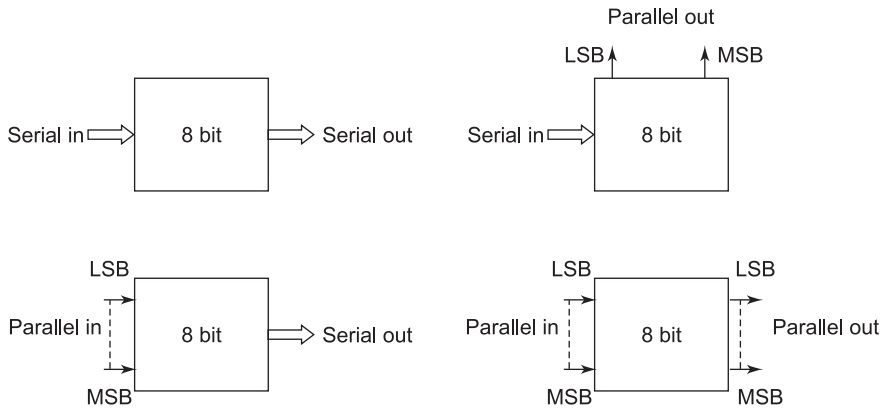 Parallel out
LSB MSB
Serial in 8 bit Serial out
Serial in 8 bit
LSB
Parallel in 8 bit Serial out
MSB
LSB LSB
Parallel in 8 bit Parallel out
MSB MSB